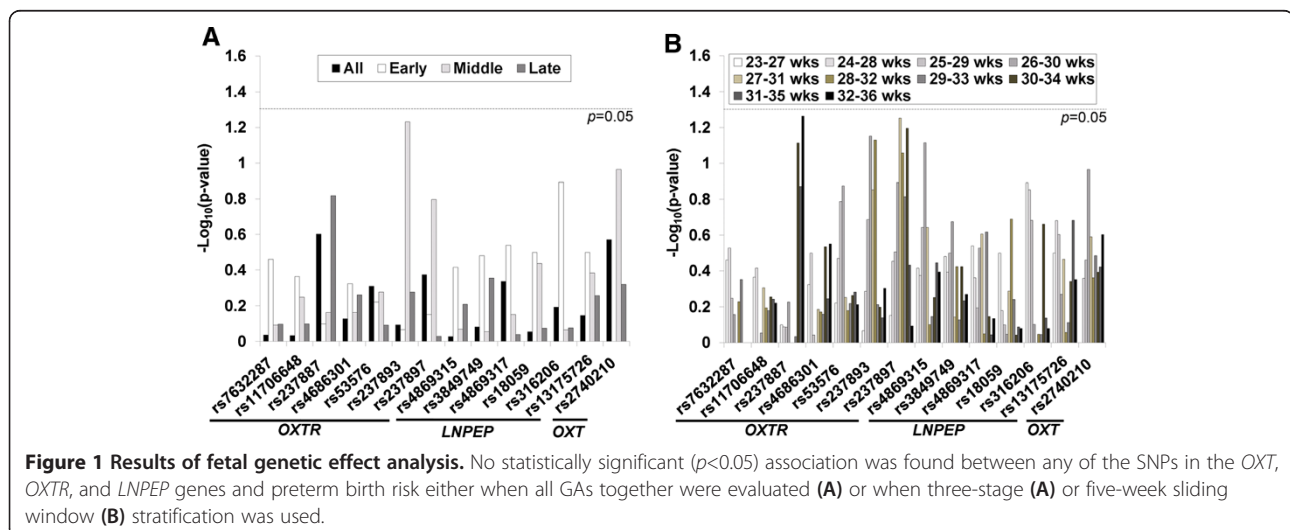 A
1.6
1.4
1.2
1
0.8
0.6
0.4
0.2
0
-Log10(p-value)
All Early Middle Late
p=0.05
rs7632287
rs11706648
rs237887
rs4686301
rs53576
rs237893
rs237897
rs4869315
rs3849749
rs4869317
rs18059
rs316206
rs13175726
rs2740210
OXTR LNPEP OXT
B
1.6
1.4
1.2
1
0.8
0.6
0.4
0.2
0
-Log10(p-value)
23-27 wks 24-28 wks 25-29 wks 26-30 wks
27-31 wks 28-32 wks 29-33 wks 30-34 wks
31-35 wks 32-36 wks
p=0.05
rs7632287
rs11706648
rs237887
rs4686301
rs53576
rs237893
rs237897
rs4869315
rs3849749
rs4869317
rs18059
rs316206
rs13175726
rs2740210
OXTR LNPEP OXT
Figure 1 Results of fetal genetic effect analysis. No statistically significant (p<0.05) association was found between any of the SNPs in the OXT,
OXTR, and LNPEP genes and preterm birth risk either when all GAs together were evaluated (A) or when three-stage (A) or five-week sliding
window (B) stratification was used.